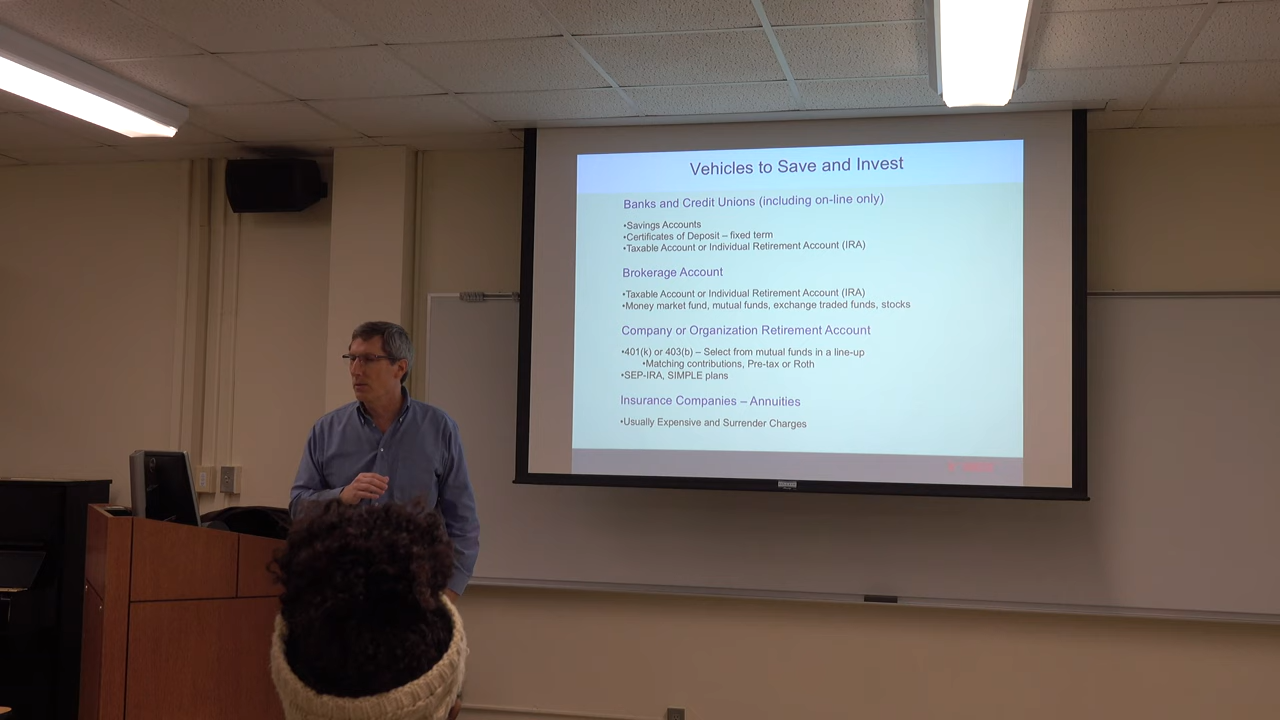 Vehicles to Save and Invest
Banks and Credit Unions (including on-line only)
•Savings Accounts
•Certificates of Deposit – fixed term
•Taxable Account or Individual Retirement Account (IRA)
Brokerage Account
•Taxable Account or Individual Retirement Account (IRA)
•Money market fund, mutual funds, exchange traded funds, stocks
Company or Organization Retirement Account
•401(k) or 403(b) – Select from mutual funds in a line-up
•Matching contributions, Pre-tax or Roth
•SEP-IRA, SIMPLE plans
Insurance Companies – Annuities
•Usually Expensive and Surrender Charges